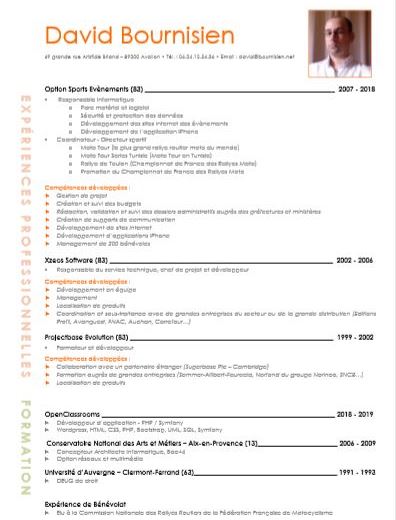 David Bournisien
69 grande rue Aristide Briand – 89200 Avallon • Tél. : 06.34.13.56.56 • Email : david@bournisien.net
EXPÉRIENCES PROFESSIONNELLES
Option Sports Evènements (83) 2007 - 2018
Responsable informatique
Parc matériel et logiciel
Sécurité et protection des données
Développement des sites internet des évènements
Développement de l'application iPhone
Coordinateur - Directeur sportif
Moto Tour (le plus grand rallye routier moto du monde)
Moto Tour Series Tunisie (Moto Tour en Tunisie)
Rallye de Toulon (Championnat de France des Rallyes Moto)
Promotion du Championnat de France des Rallyes Moto
Compétences développées :
Gestion de projet
Création et suivi des budgets
Rédaction, validation et suivi des dossiers administratifs auprès des préfectures et ministères
Création de supports de communication
Développement de sites internet
Développement d'applications iPhone
Management de 200 bénévoles
Xzeos Software (83) 2002 - 2006
Responsable du service technique, chef de projet et développeur
Compétences développées :
Développement en équipe
Management
Localisation de produits
Coordination et sous-traitance avec des grandes entreprises du secteur ou de la grande distribution (Editions
Profil, Avanquest, FNAC, Auchan, Carrefour...)
Projectbase Evolution (83) 1999 - 2002
Formateur et développeur
Compétences développées :
Collaboration avec un partenaire étranger (Superbase Plc – Cambridge)
Formation auprès de grandes entreprises (Sommer-Allibert-Faurecia, Norland du groupe Norinco, SNCB...)
Localisation de produits
FORMATION
OpenClassrooms 2018 - 2019
Développeur d'application - PHP / Symfony
Wordpress, HTML, CSS, PHP, Bootstrap, UML, SQL, Symfony
Conservatoire National des Arts et Métiers – Aix-en-Provence (13) 2006 - 2009
Concepteur Architecte Informatique, Bac+4
Option réseaux et multimédia
Université d'Auvergne – Clermont-Ferrand (63) 1991 - 1993
DEUG de droit
Expérience de Bénévolat
Elu à la Commission Nationale des Rallyes Routiers de la Fédération Française de Motocyclisme